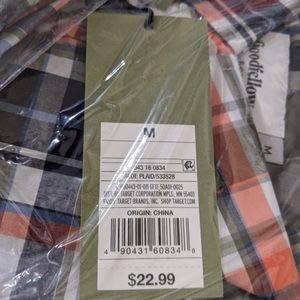 M
43 16 0834
DE PLAID/533528
TARGET CORPORATION MPLS, MN 55403
TARGET BRANDS, INC. SHOP TARGET.COM
4 90431 60834 8
ORIGIN: CHINA
$22.99
Goodfellow
M